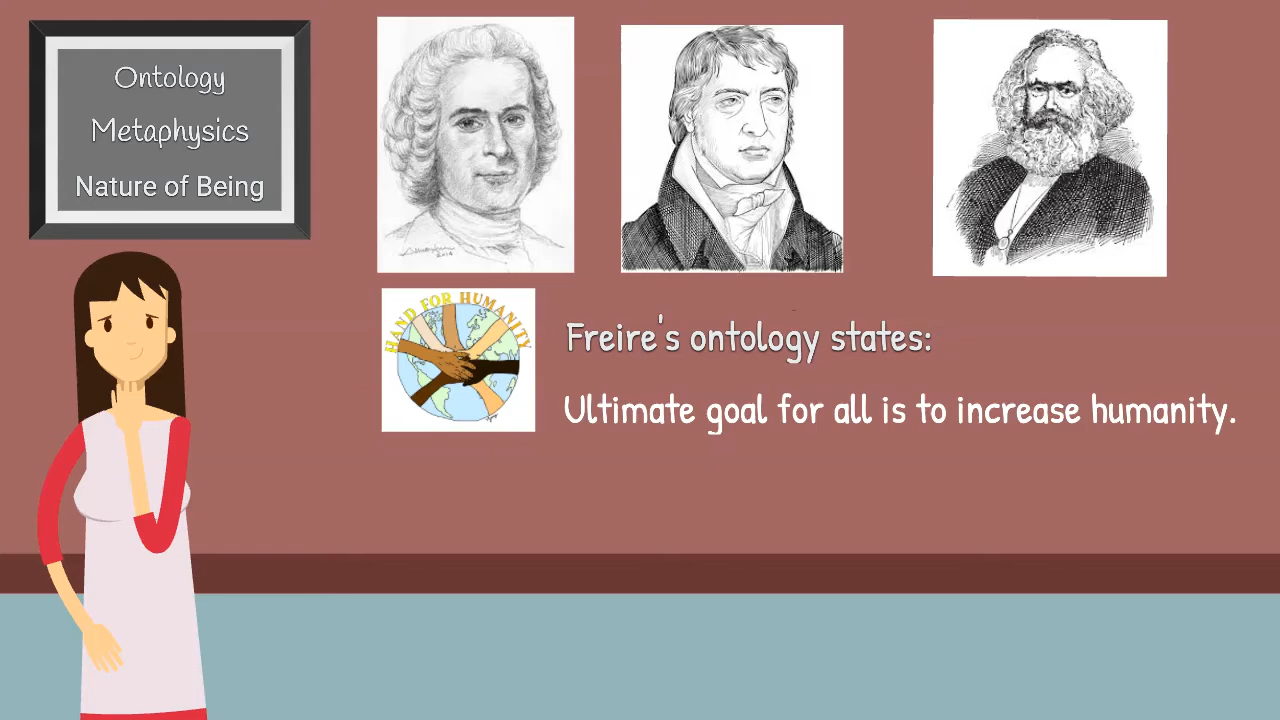 Ontology
Metaphysics
Nature of Being
HAND FOR HUMANITY
Freire's ontology states:
Ultimate goal for all is to increase humanity.